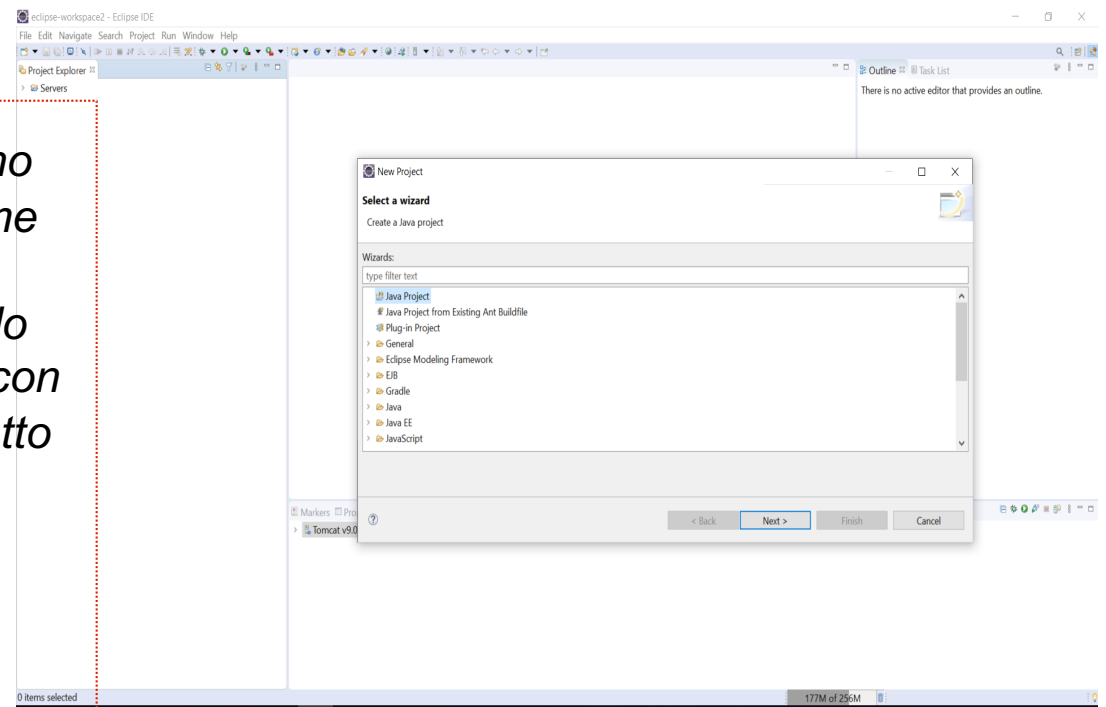 eclipse-workspace2 - Eclipse IDE
File Edit Navigate Search Project Run Window Help
Project Explorer
Outline Task List
Servers
There is no active editor that provides an outline.
no
ne
lo
con
tto
New Project
Select a wizard
Create a Java project
Wizards:
type filter text
Java Project
Java Project from Existing Ant Buildfile
Plug-in Project
General
Eclipse Modeling Framework
EJB
Gradle
Java
Java EE
JavaScript
< Back Next > Finish Cancel
Markers Pro
Tomcat v9.0
0 items selected
177M of 256M